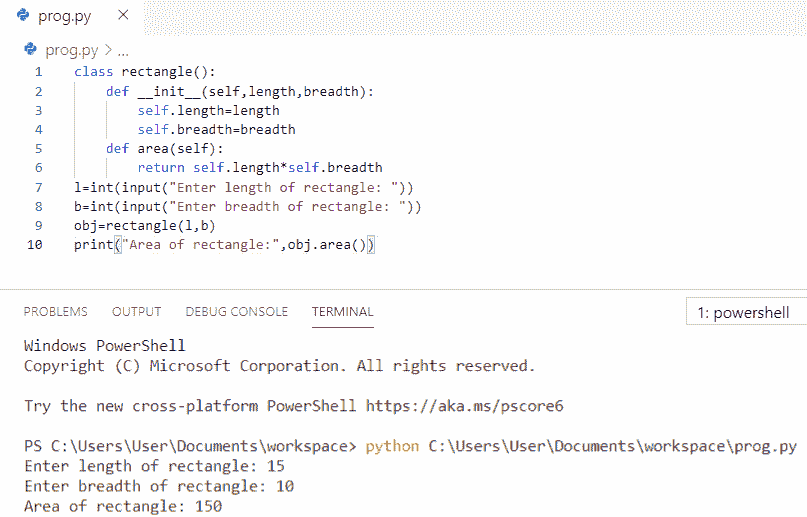 prog.py
prog.py > ...
1 class rectangle():
2     def __init__(self,length,breadth):
3         self.length=length
4         self.breadth=breadth
5     def area(self):
6         return self.length*self.breadth
7 l=int(input("Enter length of rectangle: "))
8 b=int(input("Enter breadth of rectangle: "))
9 obj=rectangle(l,b)
10 print("Area of rectangle:",obj.area())
PROBLEMS OUTPUT DEBUG CONSOLE TERMINAL 1: powershell
Windows PowerShell
Copyright (C) Microsoft Corporation. All rights reserved.
Try the new cross-platform PowerShell https://aka.ms/pscore6
PS C:\Users\User\Documents\workspace> python C:\Users\User\Documents\workspace\prog.py
Enter length of rectangle: 15
Enter breadth of rectangle: 10
Area of rectangle: 150